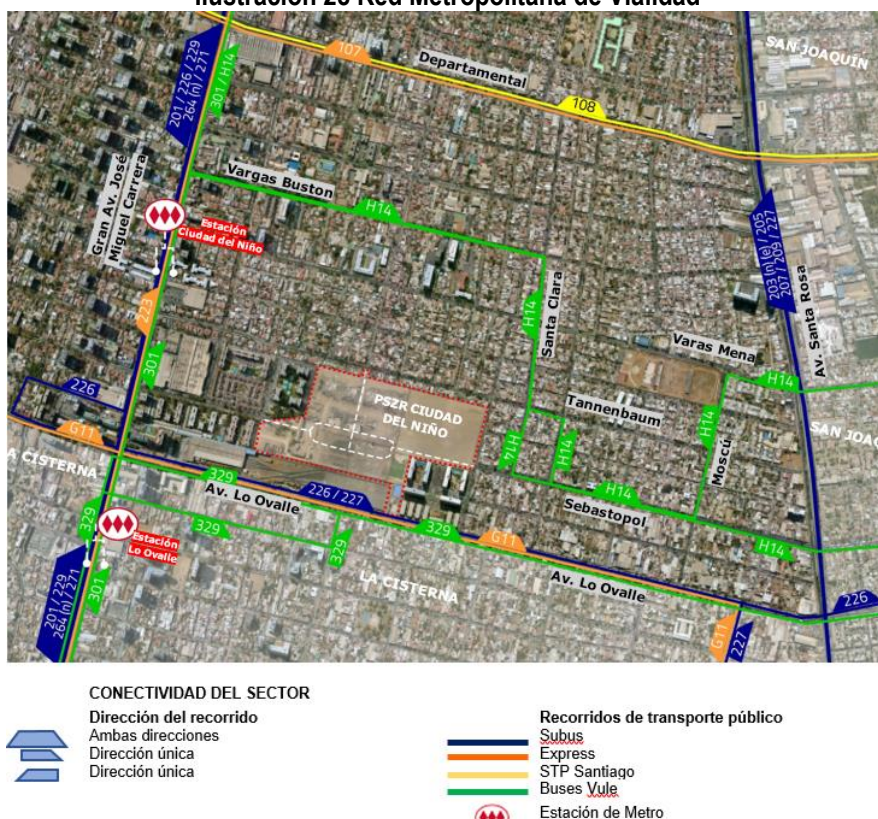 Ilustración 26 Red Metropolitana de Vialidad
107
Departamental
108
SAN JOAQUÍN
201 / 226 / 229
264 (n) / 271
301 / H14
Gran Av. José
Miguel Carrera
Vargas Buston
H14
Estación
Ciudad del Niño
H14
Santa Clara
203 (n) (e) / 205
207 / 209 / 227
Av. Santa Rosa
223
301
Varas Mena
H14
226
PSZR CIUDAD
DEL NIÑO
Tannenbaum
H14
Moscú
SAN JOAQ
G11
LA CISTERNA
H14
H14
329
Av. Lo Ovalle
226 / 227
H14
Sebastopol
329
329
329
329
G11
H14
Estación
Lo Ovalle
LA CISTERNA
Av. Lo Ovalle
201 / 229
264 (n) / 271
301
G11
227
226
CONECTIVIDAD DEL SECTOR
Dirección del recorrido
Ambas direcciones
Dirección única
Dirección única
Recorridos de transporte público
Subus
Express
STP Santiago
Buses Vule
Estación de Metro